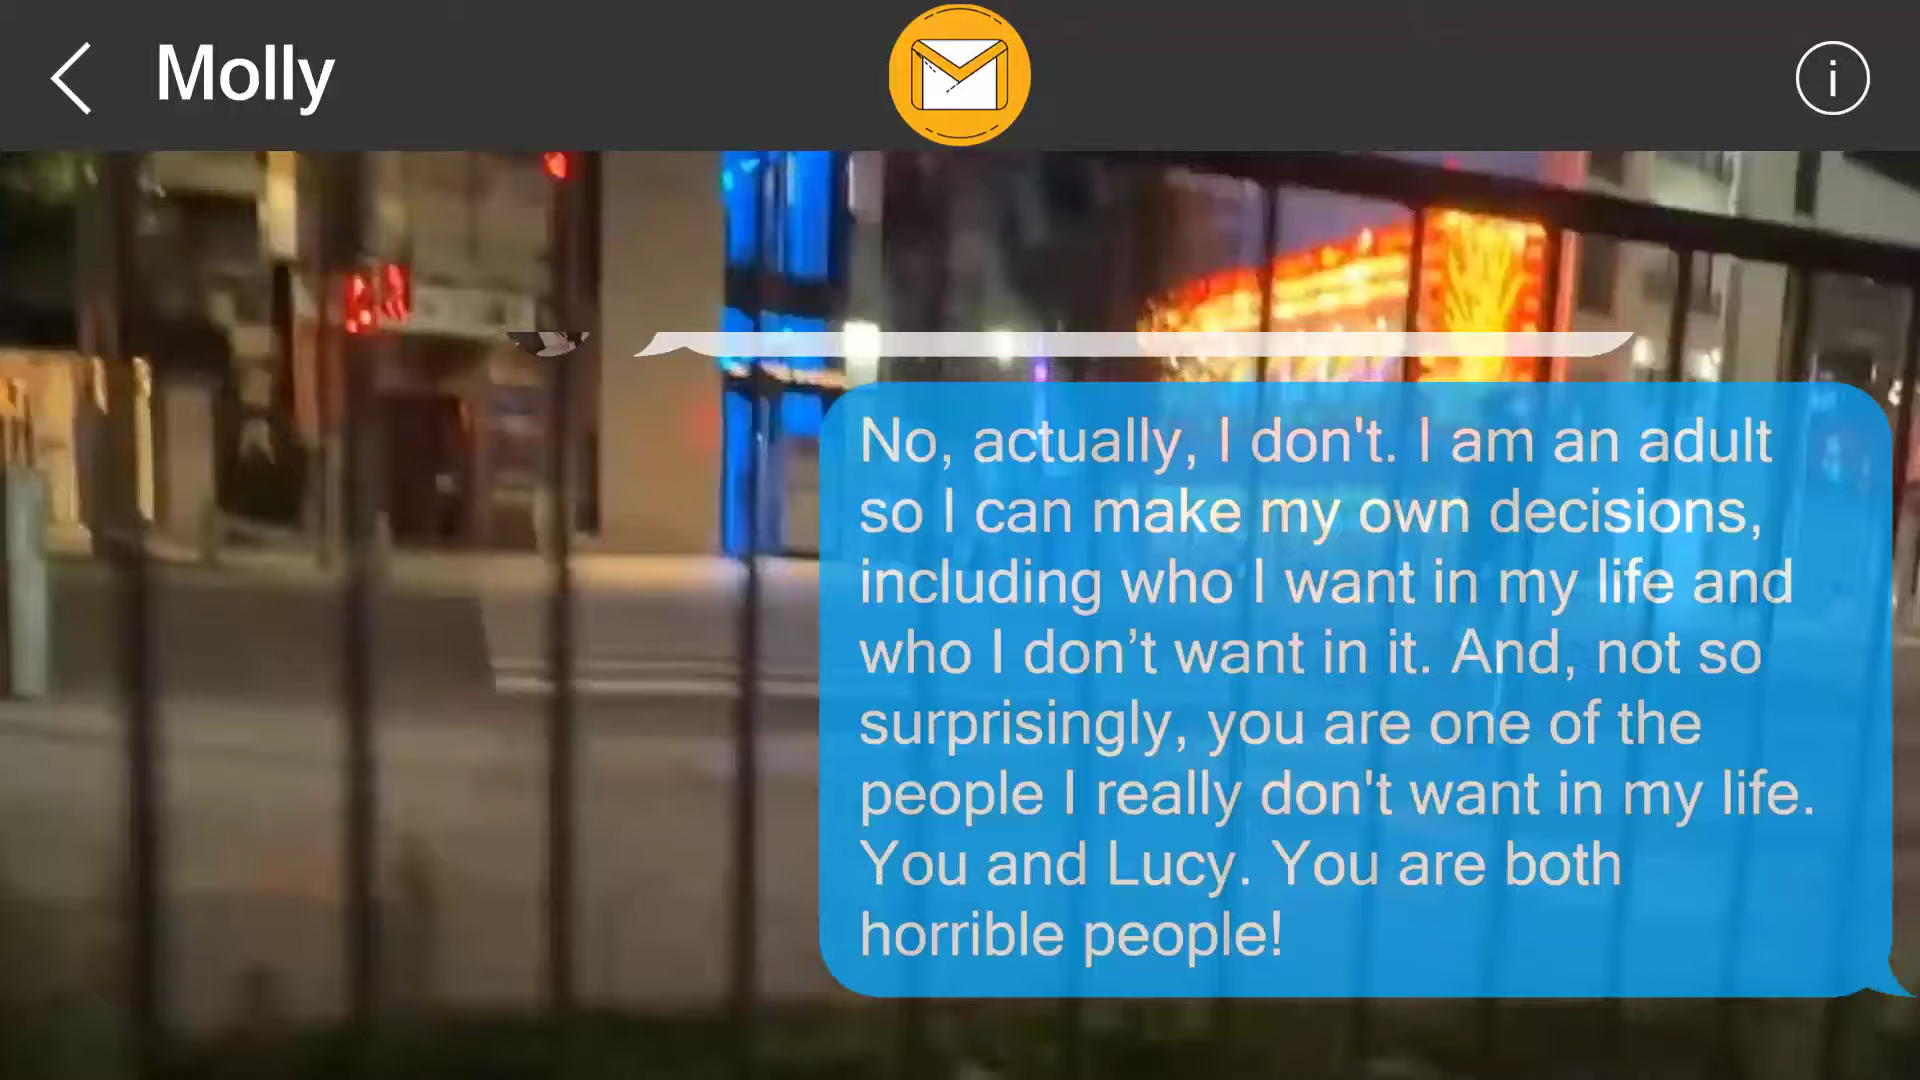 Molly
No, actually, I don't. I am an adult
so I can make my own decisions,
including who I want in my life and
who I don’t want in it. And, not so
surprisingly, you are one of the
people I really don't want in my life.
You and Lucy. You are both
horrible people!